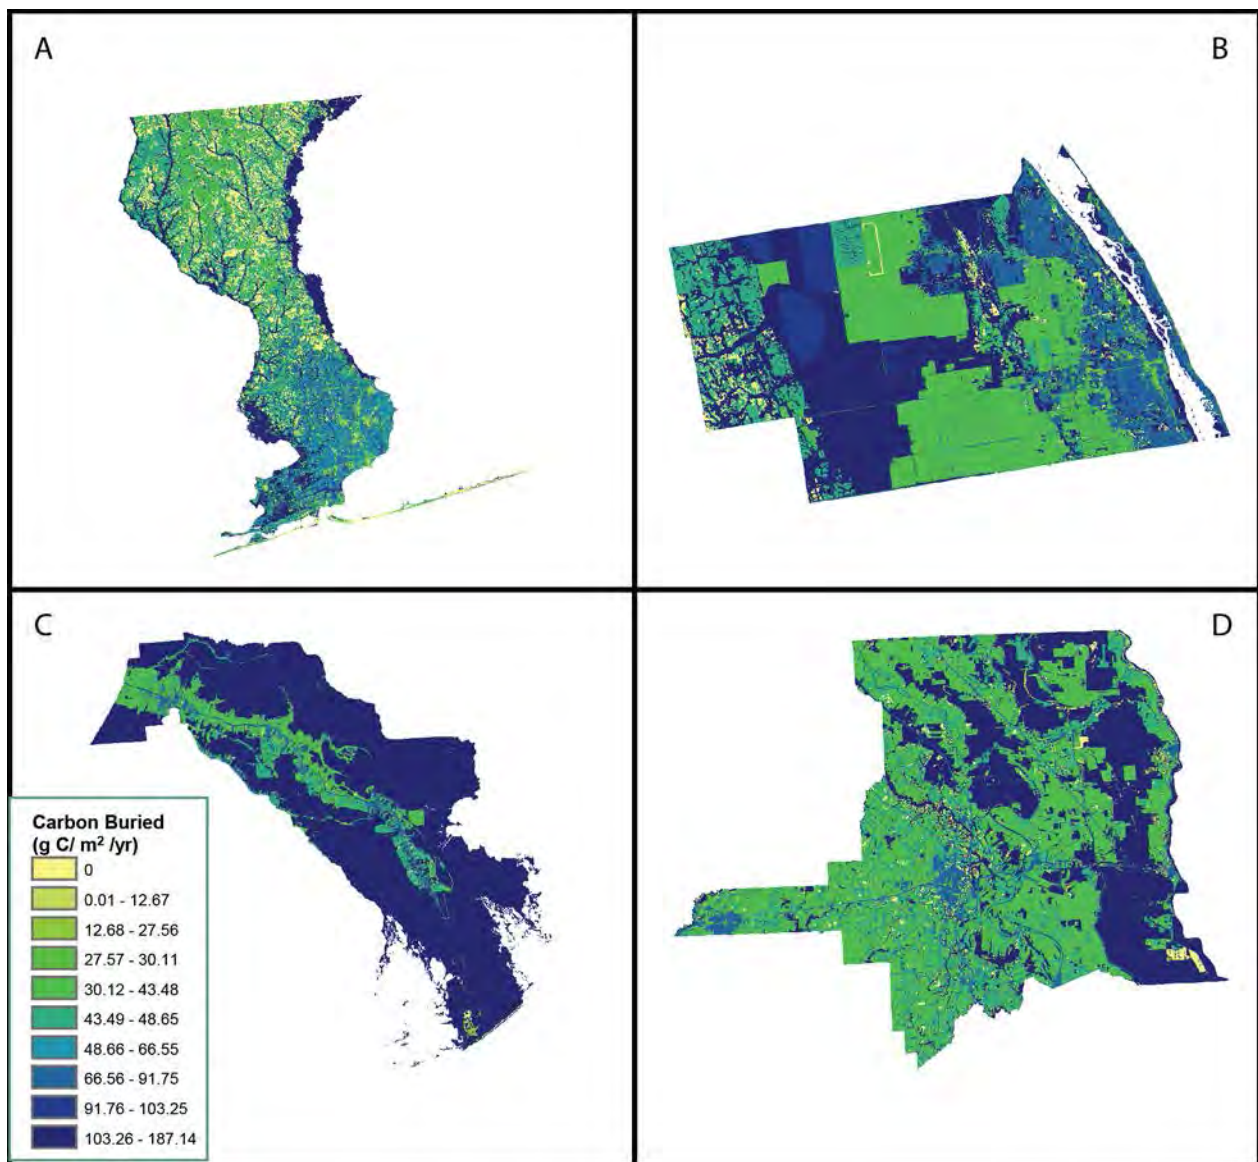 A
B
C
D
Carbon Buried
(g C/ m² /yr)
0
0.01 - 12.67
12.68 - 27.56
27.57 - 30.11
30.12 - 43.48
43.49 - 48.65
48.66 - 66.55
66.56 - 91.75
91.76 - 103.25
103.26 - 187.14